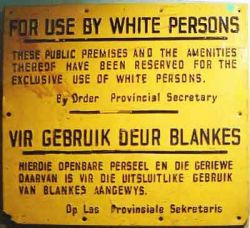 FOR USE BY WHITE PERSONS
THESE PUBLIC PREMISES AND THE AMENITIES
THEREOF HAVE BEEN RESERVED FOR THE
EXCLUSIVE USE OF WHITE PERSONS.
By Order Provincial Secretary
VIR GEBRUIK DEUR BLANKES
HIERDIE OPENBARE PERSEEL EN DIE GERIEWE
DAARVAN IS VIR DIE UITSLUITLIKE GEBRUIK
VAN BLANKES AANGEWYS.
Op Las Provinsiale Sekretaris